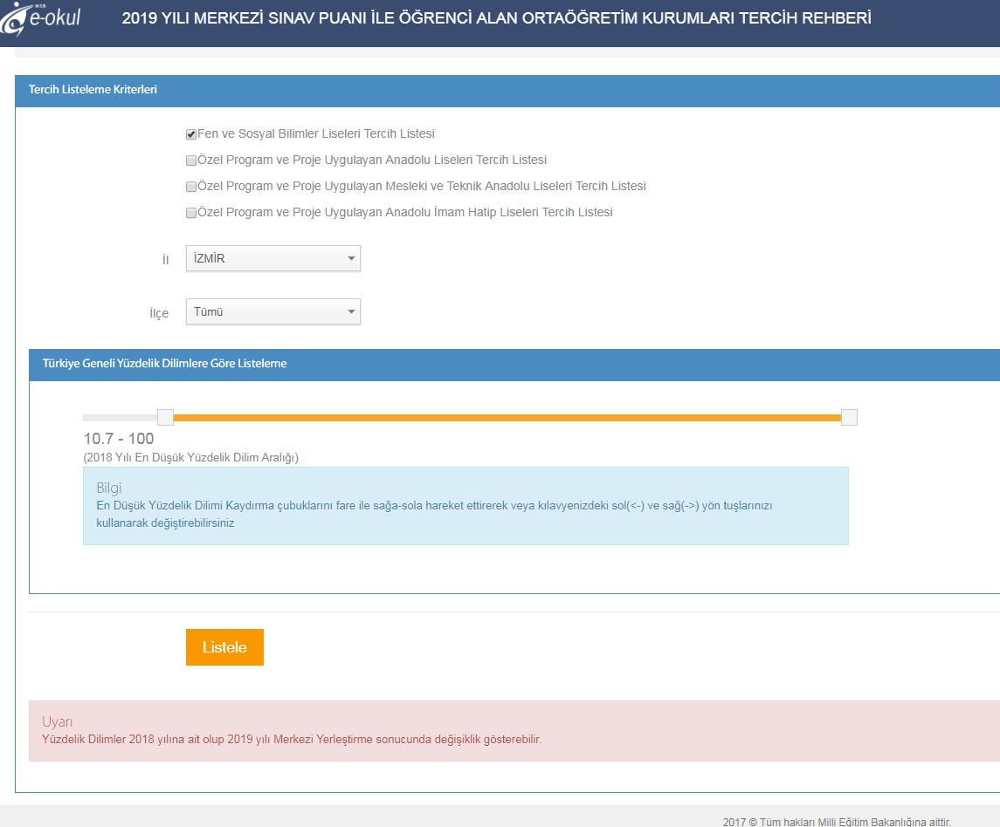 MEB
e-okul
2019 YILI MERKEZİ SINAV PUANI İLE ÖĞRENCİ ALAN ORTAÖĞRETİM KURUMLARI TERCİH REHBERİ
Tercih Listeleme Kriterleri
Fen ve Sosyal Bilimler Liseleri Tercih Listesi
Özel Program ve Proje Uygulayan Anadolu Liseleri Tercih Listesi
Özel Program ve Proje Uygulayan Mesleki ve Teknik Anadolu Liseleri Tercih Listesi
Özel Program ve Proje Uygulayan Anadolu İmam Hatip Liseleri Tercih Listesi
İl
İZMİR
İlçe
Tümü
Türkiye Geneli Yüzdelik Dilimlere Göre Listeleme
10.7 - 100
(2018 Yılı En Düşük Yüzdelik Dilim Aralığı)
Bilgi
En Düşük Yüzdelik Dilimi Kaydırma çubuklarını fare ile sağa-sola hareket ettirerek veya kılavyenizdeki sol(<-) ve sağ(->) yön tuşlarınızı
kullanarak değiştirebilirsiniz
Listele
Uyarı
Yüzdelik Dilimler 2018 yılına ait olup 2019 yılı Merkezi Yerleştirme sonucunda değişiklik gösterebilir.
2017 © Tüm hakları Milli Eğitim Bakanlığına aittir.